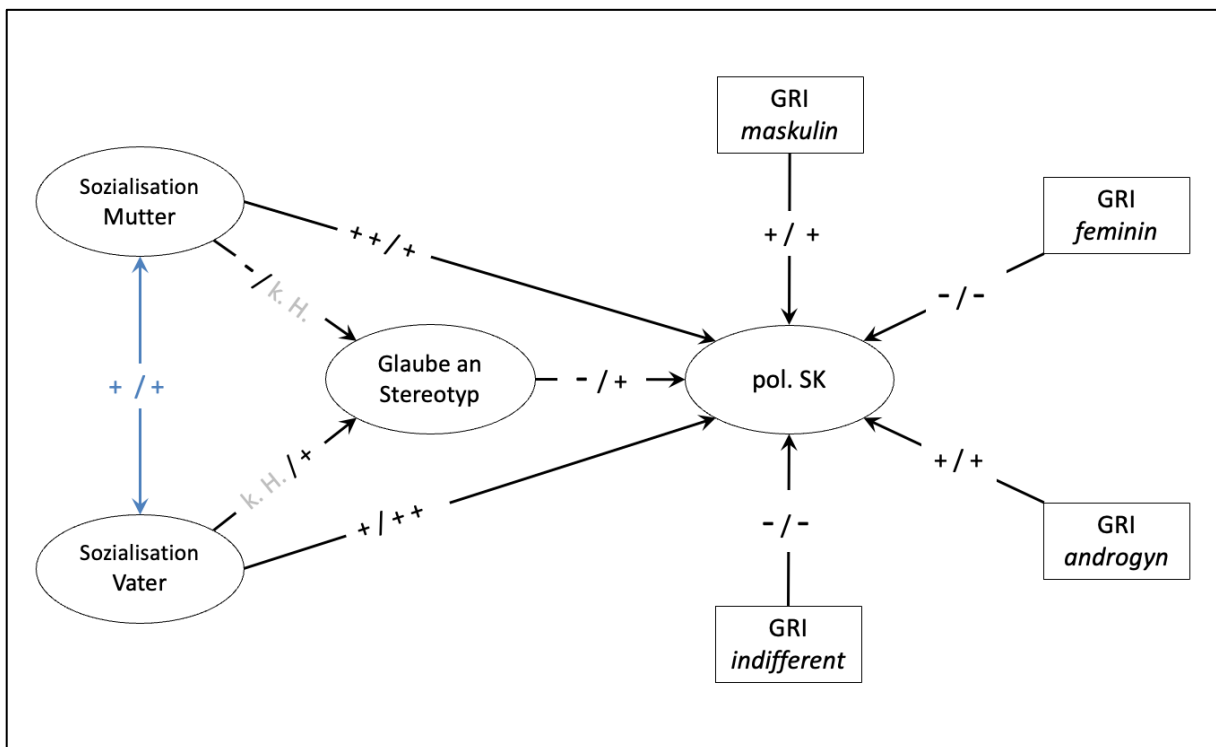 GRI
maskulin
Sozialisation
Mutter
GRI
feminin
++/+
+ / +
- / -
- / k. H.
Glaube an
Stereotyp
- / +
pol. SK
+ / +
k. H. / +
+ / + +
- / -
+ / +
Sozialisation
Vater
GRI
androgyn
GRI
indifferent